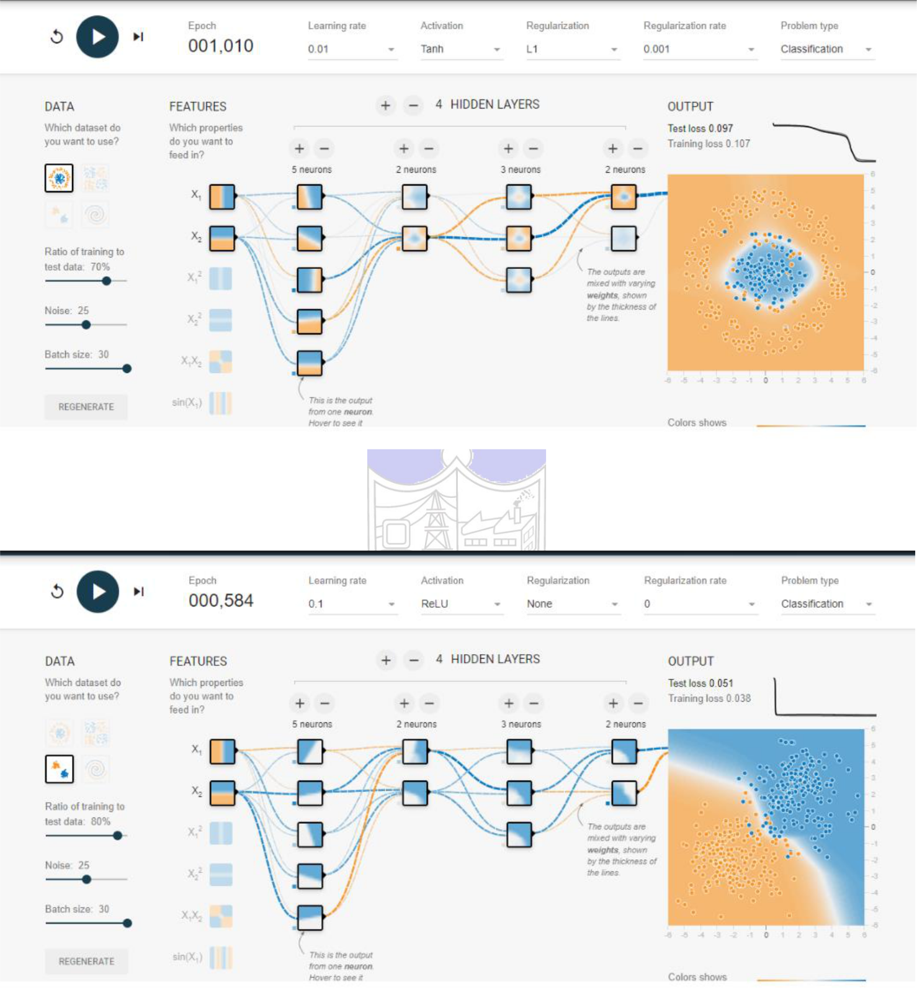 Epoch Learning rate Activation Regularization Regularization rate Problem type
001,010 0.01 Tanh L1 0.001 Classification
DATA FEATURES + − 4 HIDDEN LAYERS OUTPUT
Which dataset do you want to use?
Which properties do you want to feed in?
Test loss 0.097
Training loss 0.107
+ − + − + − + −
5 neurons 2 neurons 3 neurons 2 neurons
X1
X2
X1²
X2²
X1X2
sin(X1)
Ratio of training to
test data: 70%
Noise: 25
Batch size: 30
REGENERATE
The outputs are
mixed with varying
weights, shown
by the thickness of
the lines.
This is the output
from one neuron.
Hover to see it
6
5
4
3
2
1
0
-1
-2
-3
-4
-5
-6
-6 -5 -4 -3 -2 -1 0 1 2 3 4 5 6
Colors shows
Epoch Learning rate Activation Regularization Regularization rate Problem type
000,584 0.1 ReLU None 0 Classification
DATA FEATURES + − 4 HIDDEN LAYERS OUTPUT
Which dataset do you want to use?
Which properties do you want to feed in?
Test loss 0.051
Training loss 0.038
+ − + − + − + −
5 neurons 2 neurons 3 neurons 2 neurons
X1
X2
X1²
X2²
X1X2
sin(X1)
Ratio of training to
test data: 80%
Noise: 25
Batch size: 30
REGENERATE
The outputs are
mixed with varying
weights, shown
by the thickness of
the lines.
This is the output
from one neuron.
Hover to see it
6
5
4
3
2
1
0
-1
-2
-3
-4
-5
-6
-6 -5 -4 -3 -2 -1 0 1 2 3 4 5 6
Colors shows